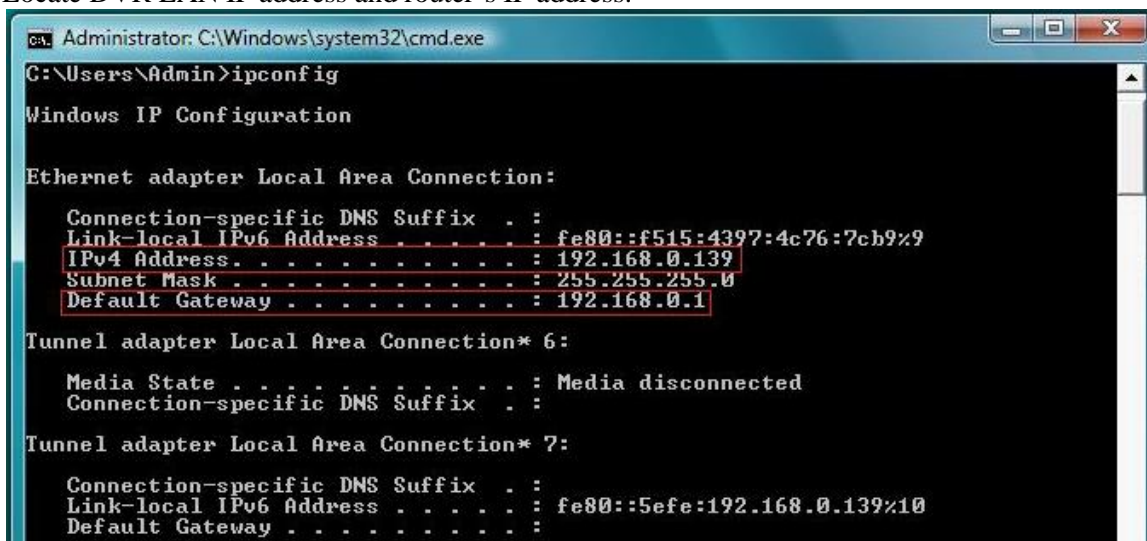 Locate DVR LAN IP address and router's IP address:
Administrator: C:\Windows\system32\cmd.exe
C:\Users\Admin>ipconfig
Windows IP Configuration
Ethernet adapter Local Area Connection:
Connection-specific DNS Suffix . :
Link-local IPv6 Address . . . . . : fe80::f515:4397:4c76:7cb9%9
IPv4 Address. . . . . . . . . . . : 192.168.0.139
Subnet Mask . . . . . . . . . . . : 255.255.255.0
Default Gateway . . . . . . . . . : 192.168.0.1
Tunnel adapter Local Area Connection* 6:
Media State . . . . . . . . . . . : Media disconnected
Connection-specific DNS Suffix . :
Tunnel adapter Local Area Connection* 7:
Connection-specific DNS Suffix . :
Link-local IPv6 Address . . . . . : fe80::5efe:192.168.0.139%10
Default Gateway . . . . . . . . . :